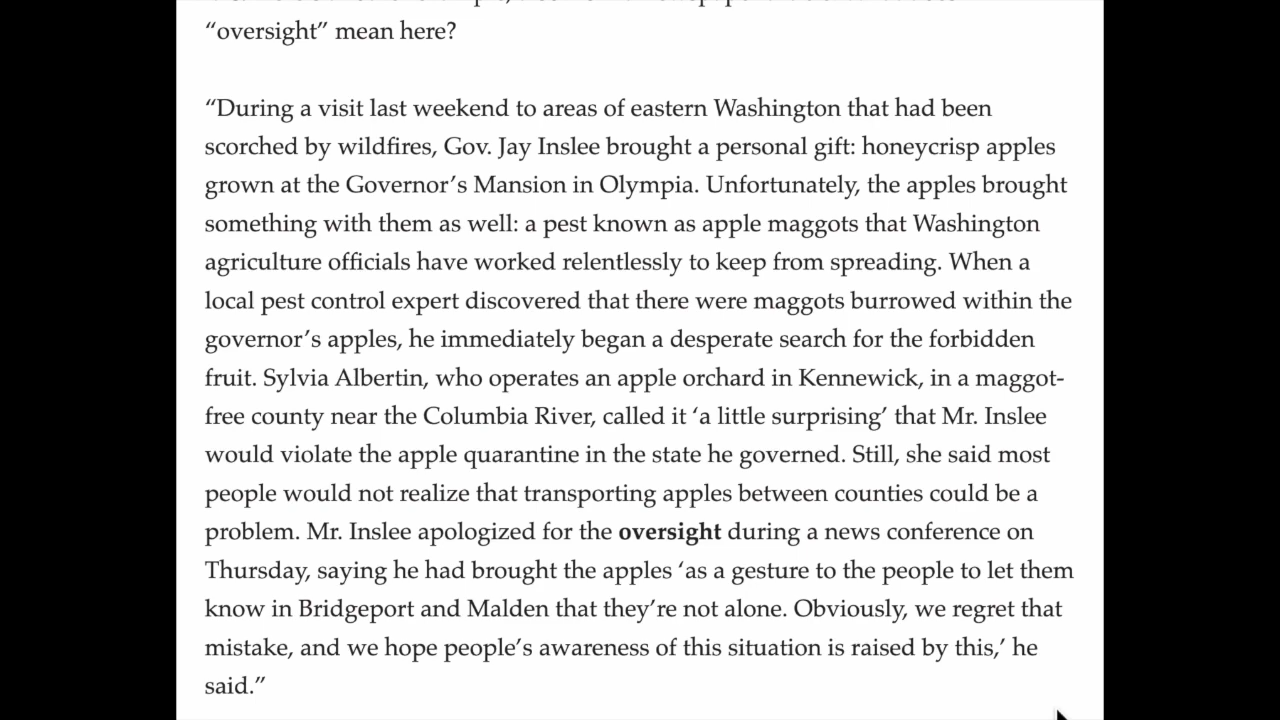 “oversight” mean here?
“During a visit last weekend to areas of eastern Washington that had been
scorched by wildfires, Gov. Jay Inslee brought a personal gift: honeycrisp apples
grown at the Governor’s Mansion in Olympia. Unfortunately, the apples brought
something with them as well: a pest known as apple maggots that Washington
agriculture officials have worked relentlessly to keep from spreading. When a
local pest control expert discovered that there were maggots burrowed within the
governor’s apples, he immediately began a desperate search for the forbidden
fruit. Sylvia Albertin, who operates an apple orchard in Kennewick, in a maggot-
free county near the Columbia River, called it ‘a little surprising’ that Mr. Inslee
would violate the apple quarantine in the state he governed. Still, she said most
people would not realize that transporting apples between counties could be a
problem. Mr. Inslee apologized for the oversight during a news conference on
Thursday, saying he had brought the apples ‘as a gesture to the people to let them
know in Bridgeport and Malden that they’re not alone. Obviously, we regret that
mistake, and we hope people’s awareness of this situation is raised by this,’ he
said.”